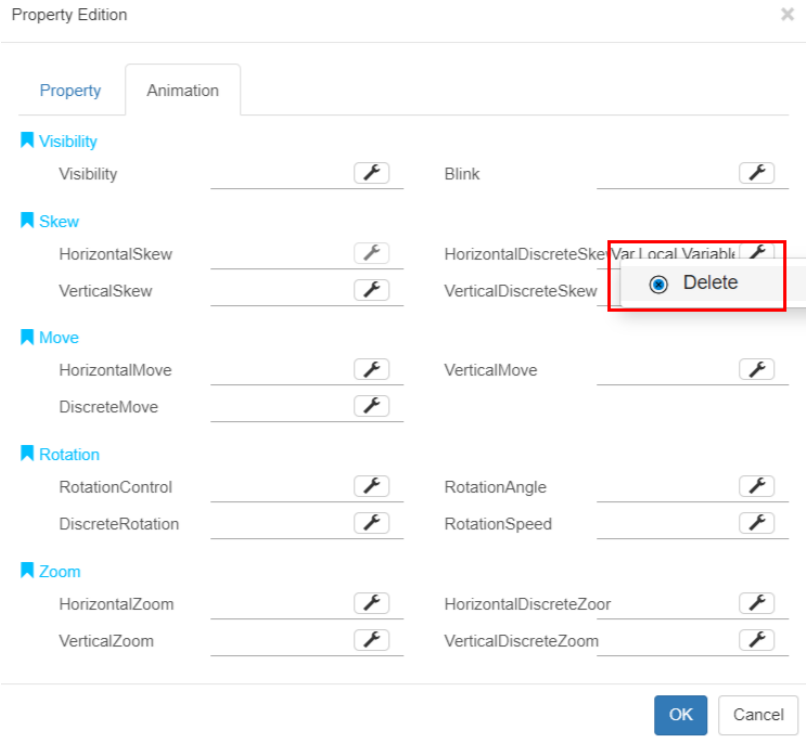 Property Edition
Property Animation
Visibility
Visibility Blink
Skew
HorizontalSkew HorizontalDiscreteSkew Var.Local.Variable
Delete
VerticalSkew VerticalDiscreteSkew
Move
HorizontalMove VerticalMove
DiscreteMove
Rotation
RotationControl RotationAngle
DiscreteRotation RotationSpeed
Zoom
HorizontalZoom HorizontalDiscreteZoor
VerticalZoom VerticalDiscreteZoom
OK Cancel